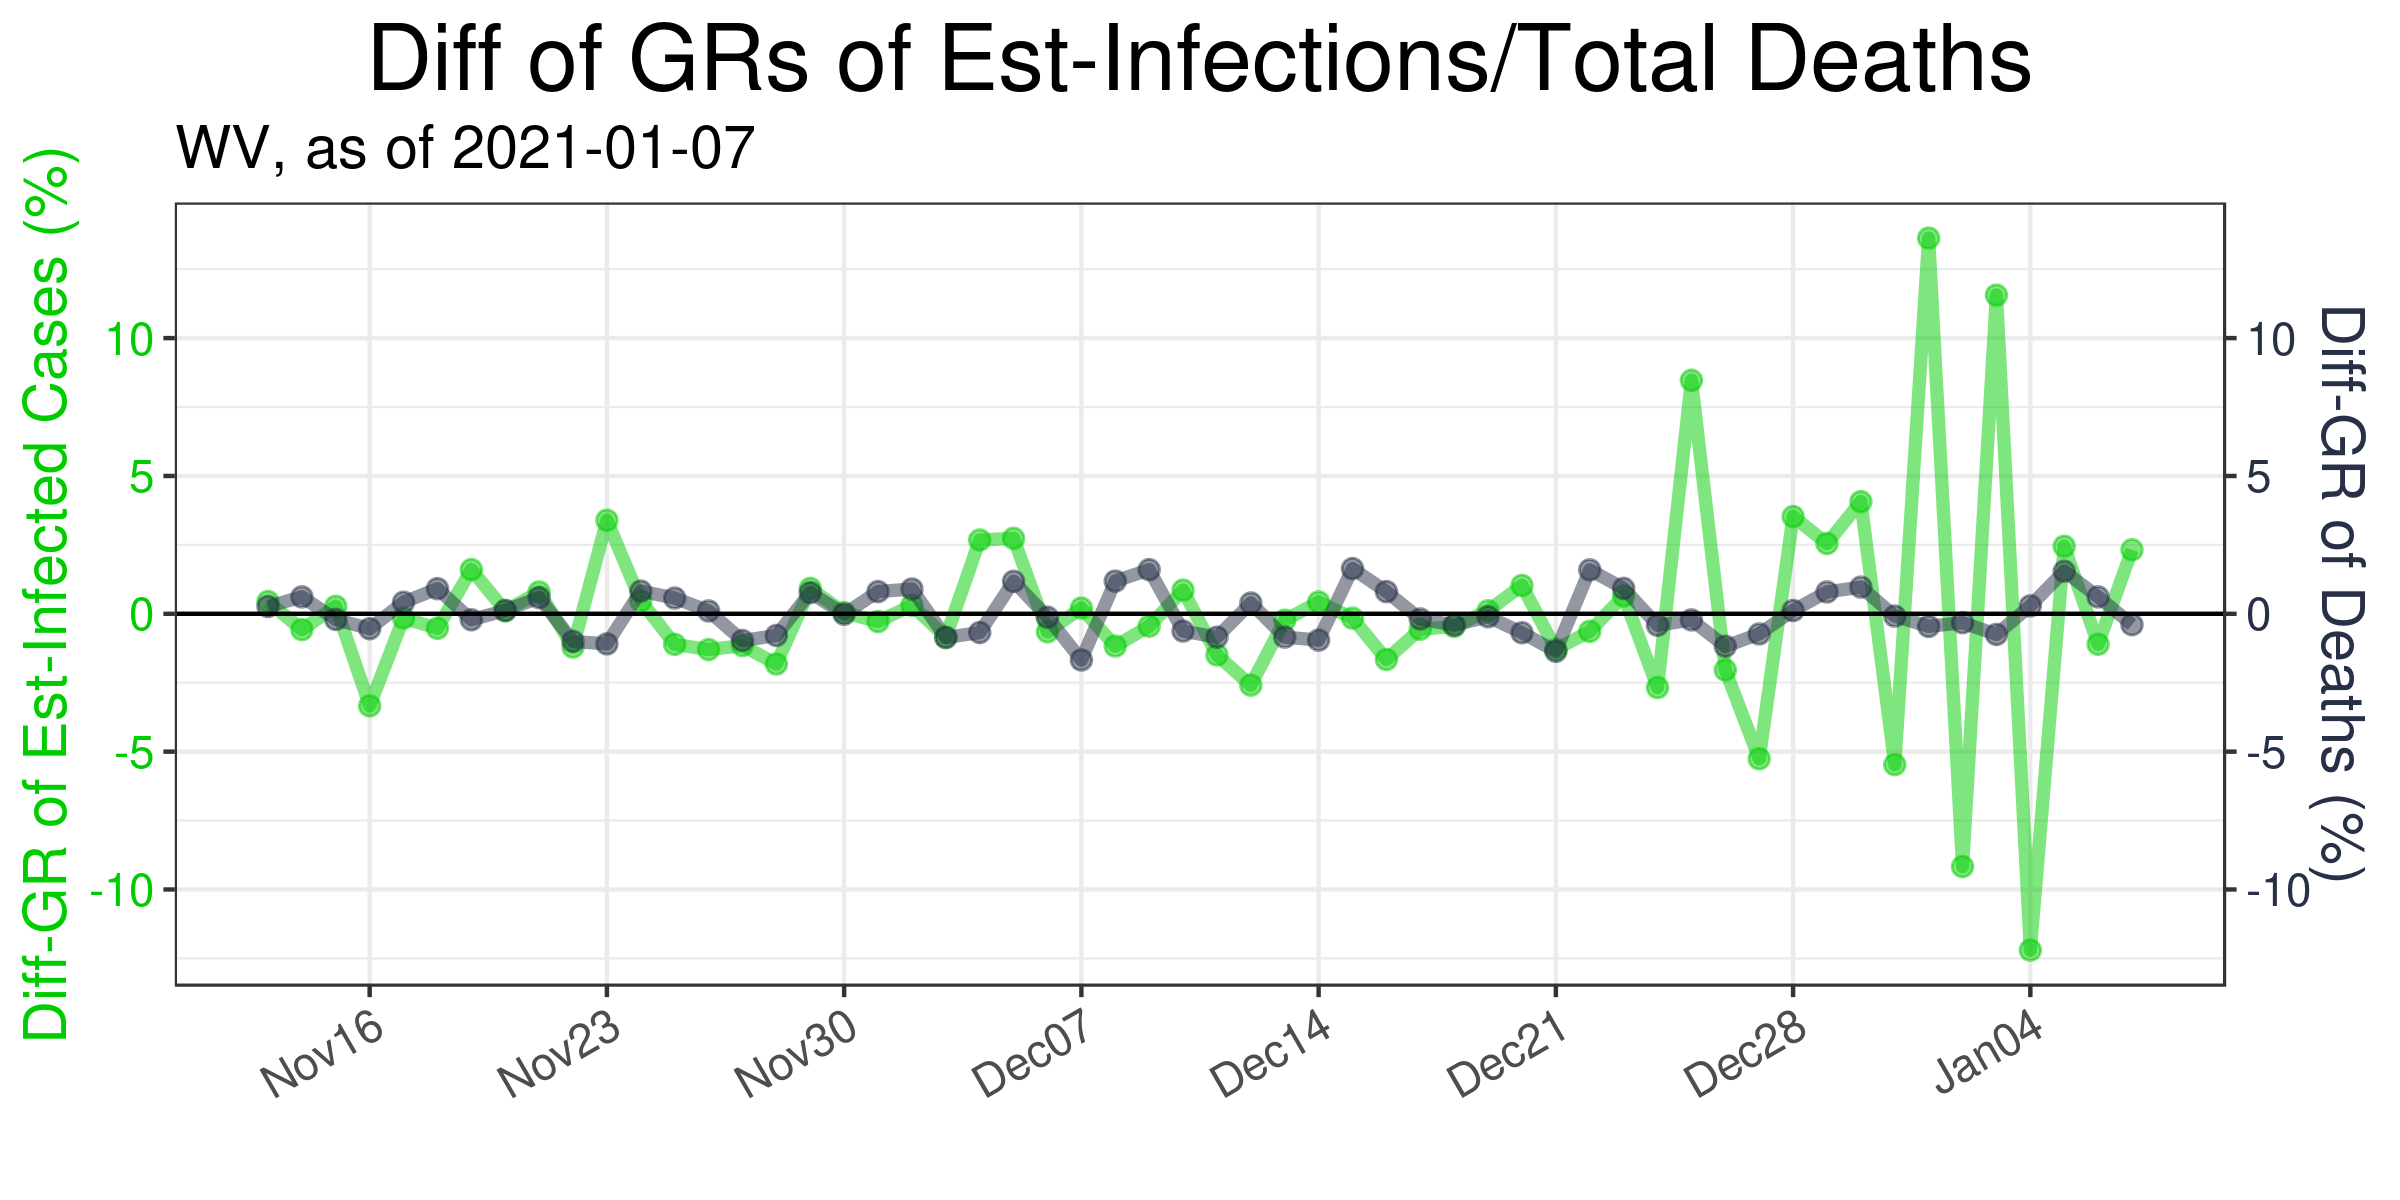 Diff of GRs of Est-Infections/Total Deaths
WV, as of 2021-01-07
Diff-GR of Est-Infected Cases (%)
10
5
0
-5
-10
10
5
0
-5
-10
Diff-GR of Deaths (%)
Nov16
Nov23
Nov30
Dec07
Dec14
Dec21
Dec28
Jan04